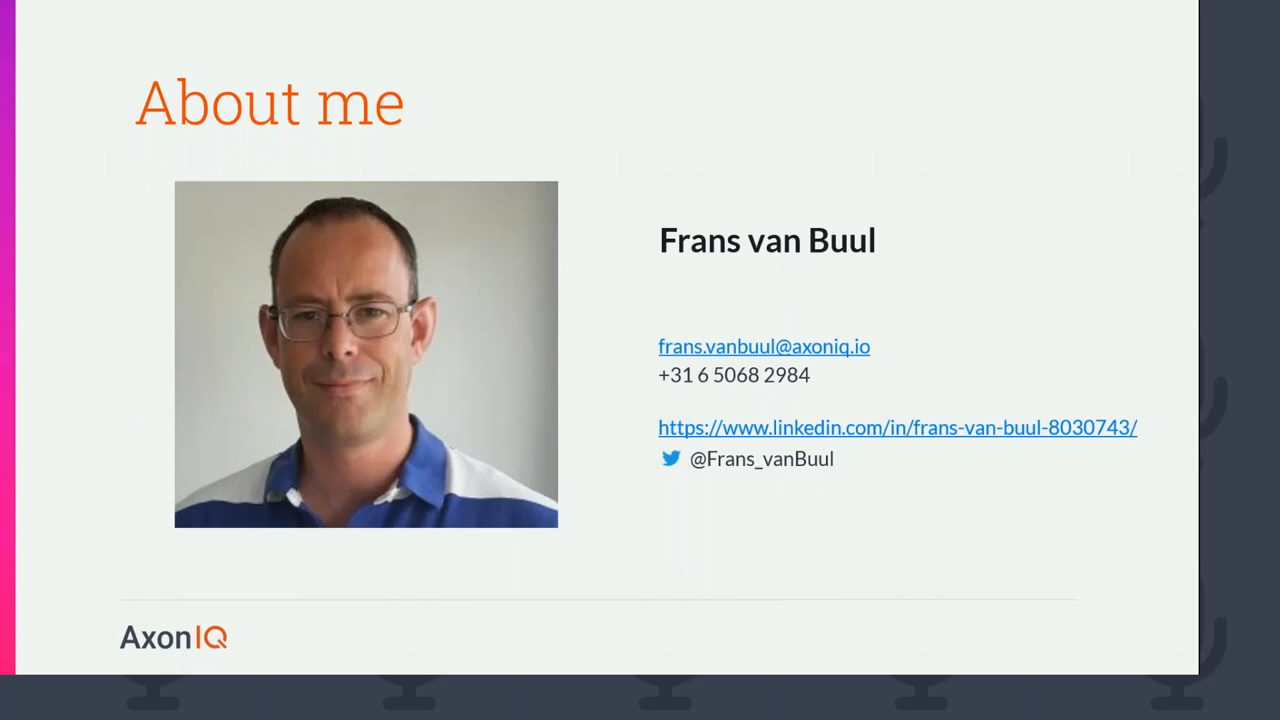 About me
Frans van Buul
frans.vanbuul@axoniq.io
+31 6 5068 2984
https://www.linkedin.com/in/frans-van-buul-8030743/
@Frans_vanBuul
AxonIQ